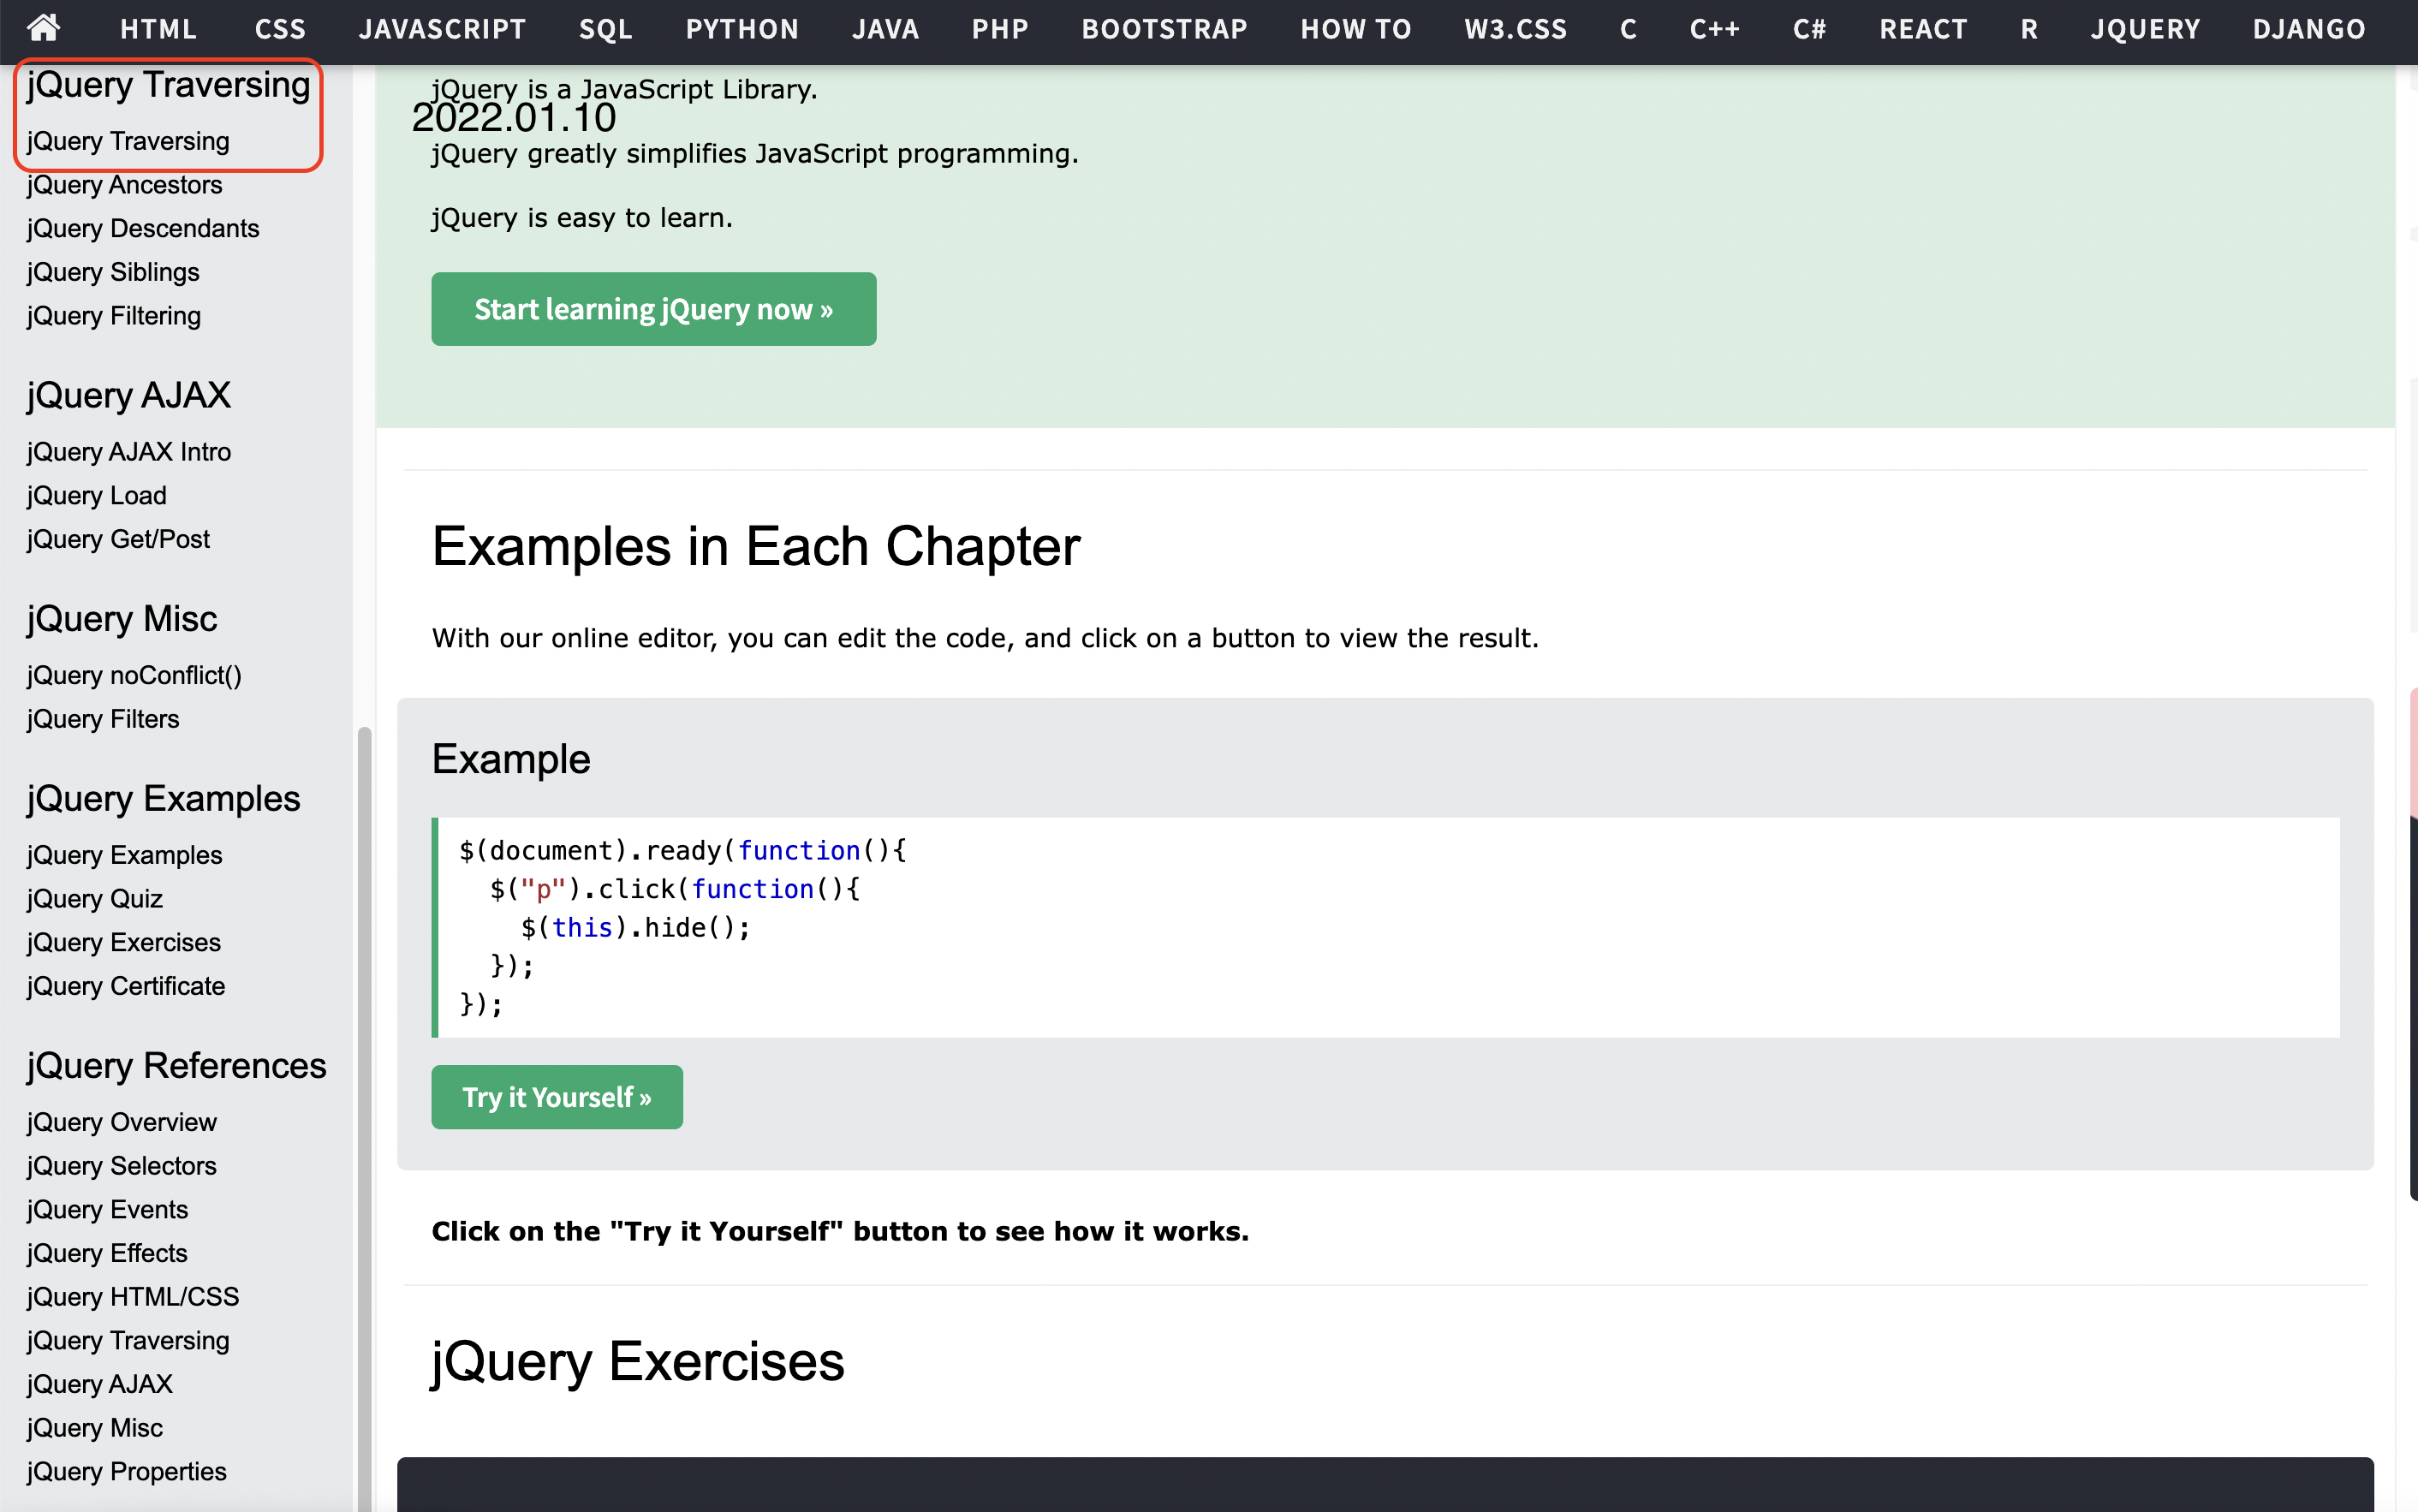 HTML CSS JAVASCRIPT SQL PYTHON JAVA PHP BOOTSTRAP HOW TO W3.CSS C C++ C# REACT R JQUERY DJANGO
jQuery Traversing
jQuery Traversing
jQuery Ancestors
jQuery Descendants
jQuery Siblings
jQuery Filtering
jQuery AJAX
jQuery AJAX Intro
jQuery Load
jQuery Get/Post
jQuery Misc
jQuery noConflict()
jQuery Filters
jQuery Examples
jQuery Examples
jQuery Quiz
jQuery Exercises
jQuery Certificate
jQuery References
jQuery Overview
jQuery Selectors
jQuery Events
jQuery Effects
jQuery HTML/CSS
jQuery Traversing
jQuery AJAX
jQuery Misc
jQuery Properties
jQuery is a JavaScript Library.
2022.01.10
jQuery greatly simplifies JavaScript programming.
jQuery is easy to learn.
Start learning jQuery now »
Examples in Each Chapter
With our online editor, you can edit the code, and click on a button to view the result.
Example
$(document).ready(function(){
  $("p").click(function(){
    $(this).hide();
  });
});
Try it Yourself »
Click on the "Try it Yourself" button to see how it works.
jQuery Exercises